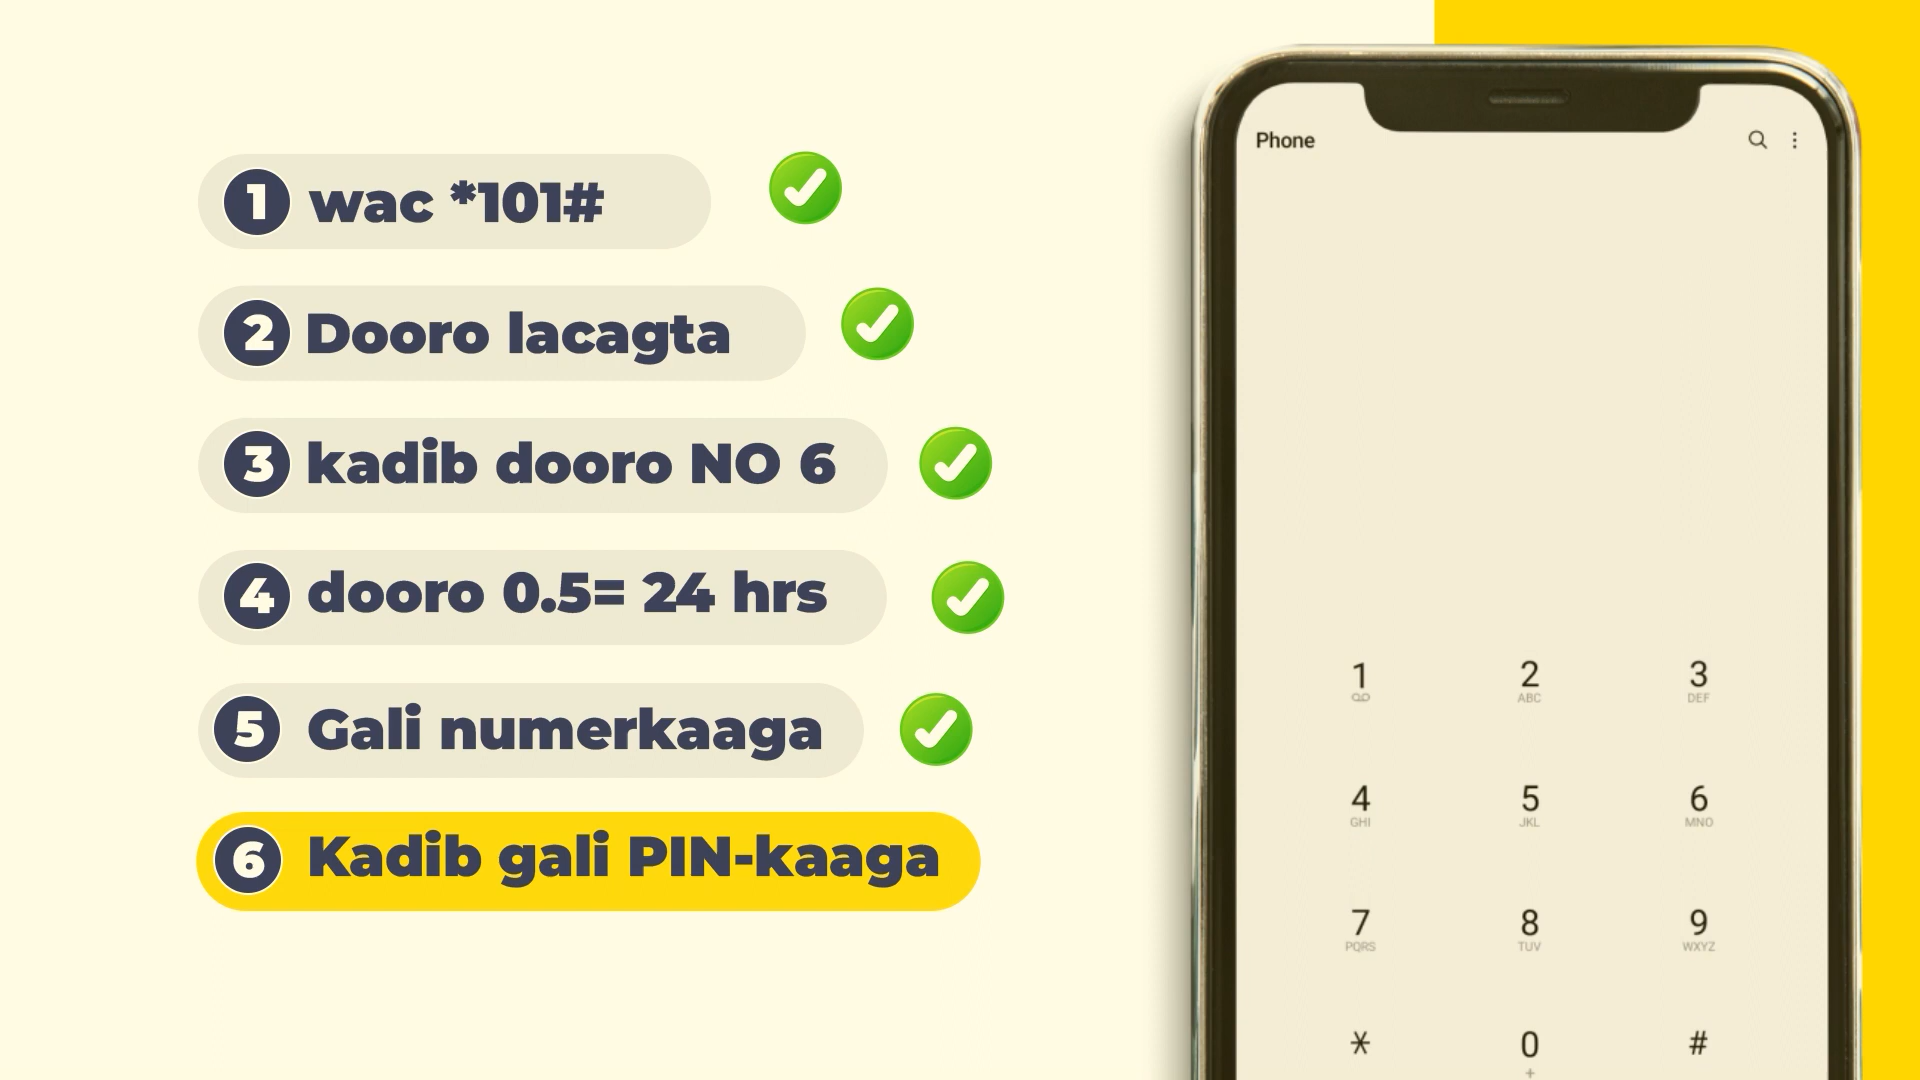 1 wac *101#
2 Dooro lacagta
3 kadib dooro NO 6
4 dooro 0.5= 24 hrs
5 Gali numerkaaga
6 Kadib gali PIN-kaaga
Phone
1 2 3
ABC DEF
4 5 6
GHI JKL MNO
7 8 9
PQRS TUV WXYZ
* 0 #
+